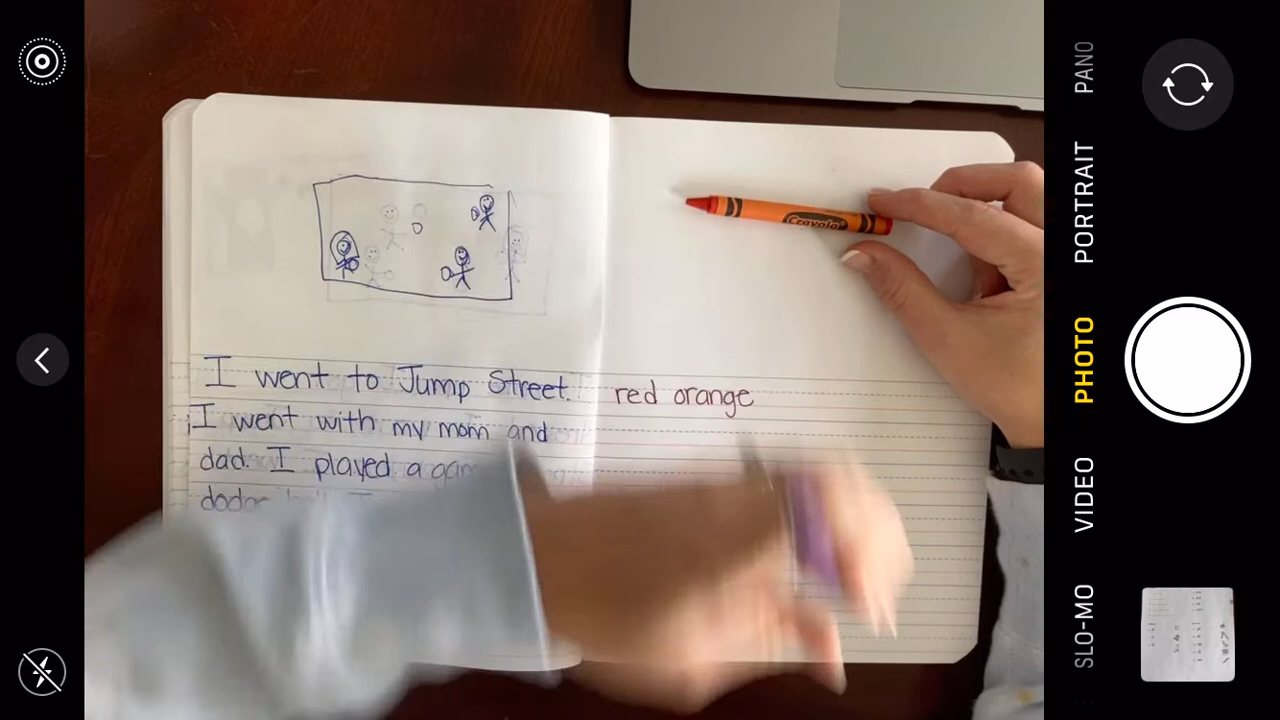 I went to Jump Street.
I went with my mom and
dad. I played a
red orange
Crayola
PANO
PORTRAIT
PHOTO
VIDEO
SLO-MO